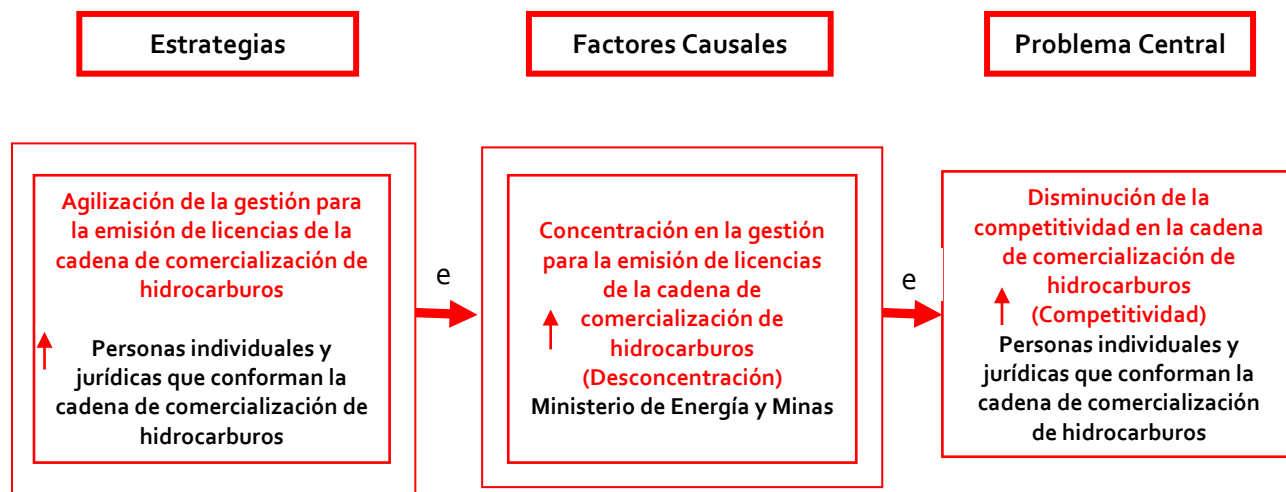 Estrategias
Factores Causales
Problema Central
Agilización de la gestión para
la emisión de licencias de la
cadena de comercialización de
hidrocarburos
Personas individuales y
jurídicas que conforman la
cadena de comercialización de
hidrocarburos
e
Concentración en la gestión
para la emisión de licencias
de la cadena de
comercialización de
hidrocarburos
(Desconcentración)
Ministerio de Energía y Minas
e
Disminución de la
competitividad en la cadena
de comercialización de
hidrocarburos
(Competitividad)
Personas individuales y
jurídicas que conforman la
cadena de comercialización
de hidrocarburos